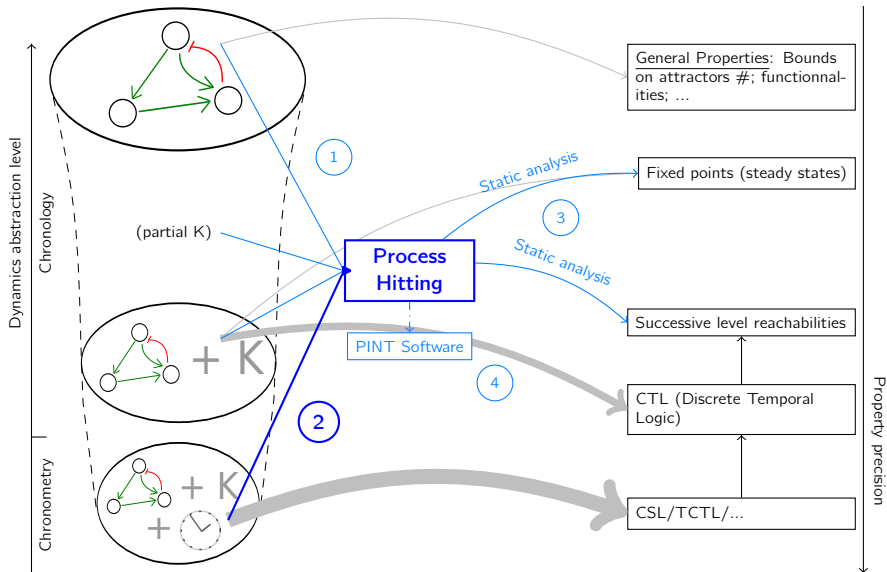 General Properties: Bounds
on attractors #; functionnal-
ities; ...
1
Static analysis
Fixed points (steady states)
3
Dynamics abstraction level
Chronology
(partial K)
Process
Hitting
Static analysis
Successive level reachabilities
+ K
PINT Software
4
CTL (Discrete Temporal
Logic)
2
Property precision
Chronometry
+ K
+
CSL/TCTL/...